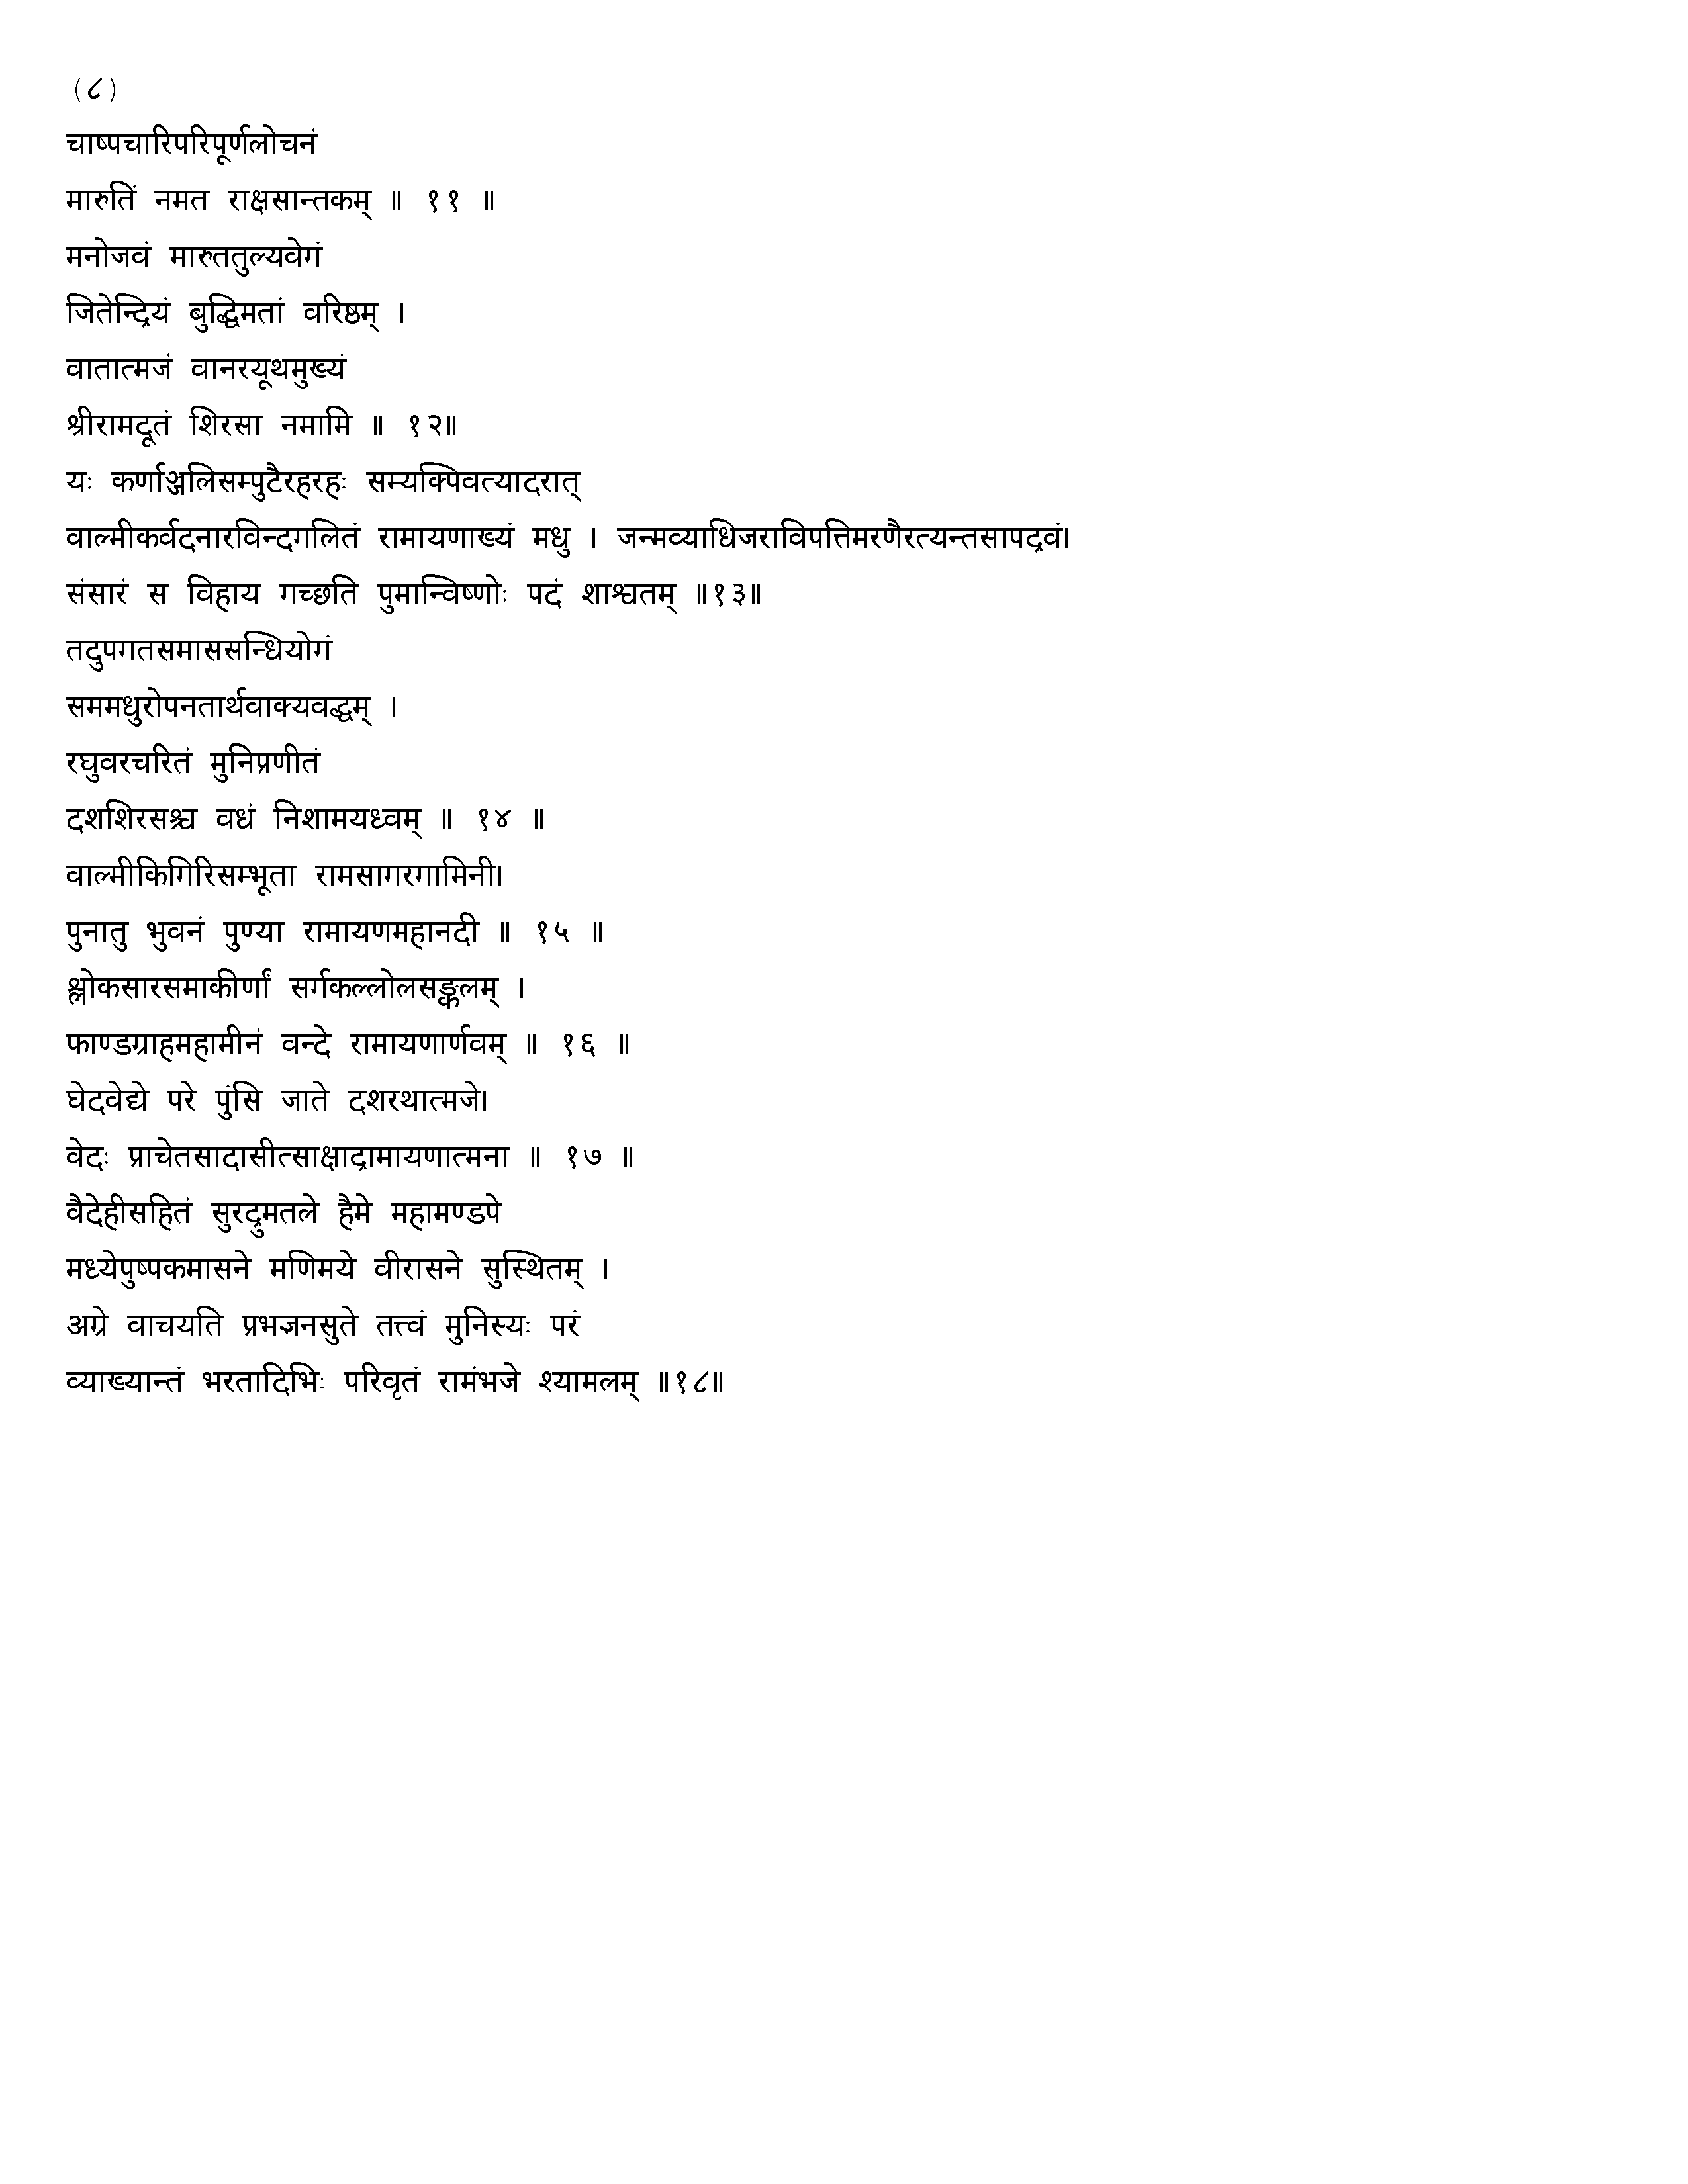 (८)
चाष्पचारिपरिपूर्णलोचनं
मारुतिं नमत राक्षसान्तकम् ॥ ११ ॥
मनोजवं मारुततुल्यवेगं
जितेन्द्रियं बुद्धिमतां वरिष्ठम् ।
वातात्मजं वानरयूथमुख्यं
श्रीरामदूतं शिरसा नमामि ॥ १२॥
यः कर्णाञ्जलिसम्पुटैरहरहः सम्यक्पिवत्यादरात्
वाल्मीकर्वदनारविन्दगलितं रामायणाख्यं मधु । जन्मव्याधिजराविपत्तिमरणैरत्यन्तसापद्रवं।
संसारं स विहाय गच्छति पुमान्विष्णोः पदं शाश्वतम् ॥१३॥
तदुपगतसमाससन्धियोगं
सममधुरोपनतार्थवाक्यवद्धम् ।
रघुवरचरितं मुनिप्रणीतं
दशशिरसश्च वधं निशामयध्वम् ॥ १४ ॥
वाल्मीकिगिरिसम्भूता रामसागरगामिनी।
पुनातु भुवनं पुण्या रामायणमहानदी ॥ १५ ॥
श्लोकसारसमाकीर्णां सर्गकल्लोलसङ्कलम् ।
फाण्डग्राहमहामीनं वन्दे रामायणार्णवम् ॥ १६ ॥
घेदवेद्ये परे पुंसि जाते दशरथात्मजे।
वेदः प्राचेतसादासीत्साक्षाद्रामायणात्मना ॥ १७ ॥
वैदेहीसहितं सुरद्रुमतले हैमे महामण्डपे
मध्येपुष्पकमासने मणिमये वीरासने सुस्थितम् ।
अग्रे वाचयति प्रभज्ञनसुते तत्त्वं मुनिस्यः परं
व्याख्यान्तं भरतादिभिः परिवृतं रामंभजे श्यामलम् ॥१८॥